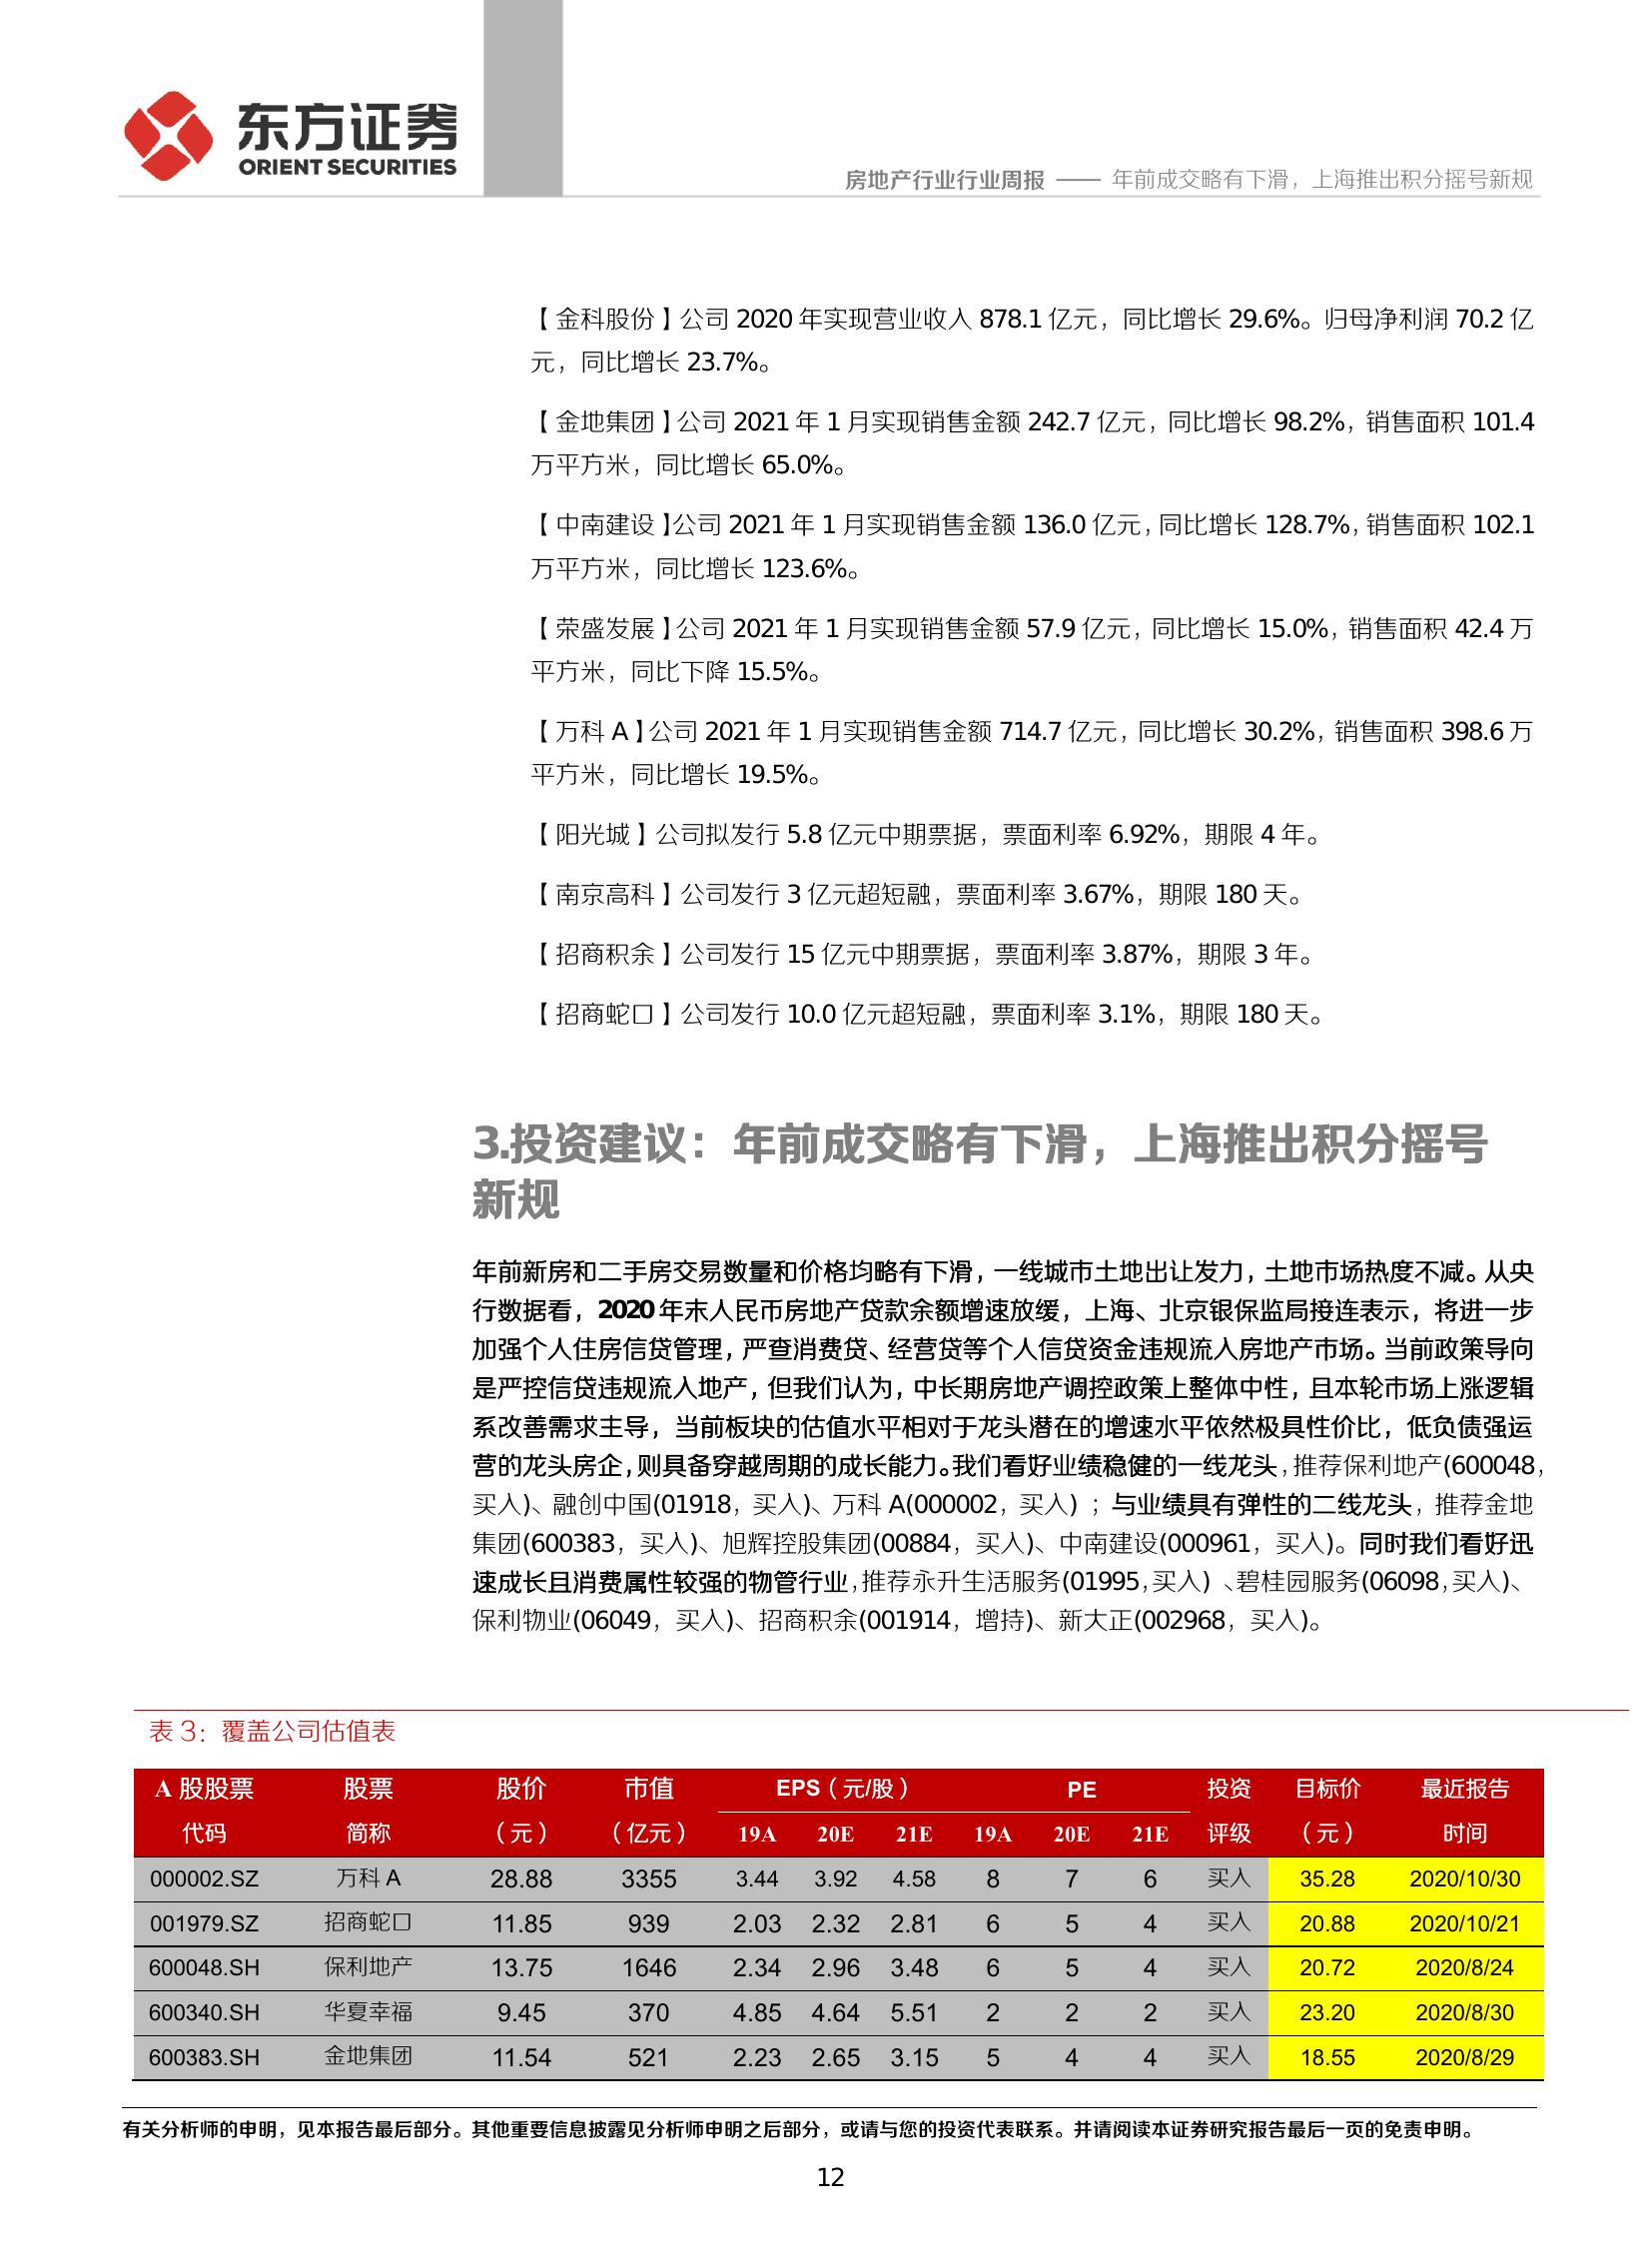 东方证券
ORIENT SECURITIES
房地产行业行业周报 —— 年前成交略有下滑，上海推出积分摇号新规
【金科股份】公司 2020 年实现营业收入 878.1 亿元，同比增长 29.6%。归母净利润 70.2 亿
元，同比增长 23.7%。
【金地集团】公司 2021 年 1 月实现销售金额 242.7 亿元，同比增长 98.2%，销售面积 101.4
万平方米，同比增长 65.0%。
【中南建设】公司 2021 年 1 月实现销售金额 136.0 亿元，同比增长 128.7%，销售面积 102.1
万平方米，同比增长 123.6%。
【荣盛发展】公司 2021 年 1 月实现销售金额 57.9 亿元，同比增长 15.0%，销售面积 42.4 万
平方米，同比下降 15.5%。
【万科 A】公司 2021 年 1 月实现销售金额 714.7 亿元，同比增长 30.2%，销售面积 398.6 万
平方米，同比增长 19.5%。
【阳光城】公司拟发行 5.8 亿元中期票据，票面利率 6.92%，期限 4 年。
【南京高科】公司发行 3 亿元超短融，票面利率 3.67%，期限 180 天。
【招商积余】公司发行 15 亿元中期票据，票面利率 3.87%，期限 3 年。
【招商蛇口】公司发行 10.0 亿元超短融，票面利率 3.1%，期限 180 天。
3.投资建议：年前成交略有下滑，上海推出积分摇号
新规
年前新房和二手房交易数量和价格均略有下滑，一线城市土地出让发力，土地市场热度不减。从央
行数据看，2020 年末人民币房地产贷款余额增速放缓，上海、北京银保监局接连表示，将进一步
加强个人住房信贷管理，严查消费贷、经营贷等个人信贷资金违规流入房地产市场。当前政策导向
是严控信贷违规流入地产，但我们认为，中长期房地产调控政策上整体中性，且本轮市场上涨逻辑
系改善需求主导，当前板块的估值水平相对于龙头潜在的增速水平依然极具性价比，低负债强运
营的龙头房企，则具备穿越周期的成长能力。我们看好业绩稳健的一线龙头，推荐保利地产(600048，
买入)、融创中国(01918，买入)、万科 A(000002，买入)；与业绩具有弹性的二线龙头，推荐金地
集团(600383，买入)、旭辉控股集团(00884，买入)、中南建设(000961，买入)。同时我们看好迅
速成长且消费属性较强的物管行业，推荐永升生活服务(01995，买入) 、碧桂园服务(06098，买入)、
保利物业(06049，买入)、招商积余(001914，增持)、新大正(002968，买入)。
表 3：覆盖公司估值表
A 股股票 股票 股价 市值 EPS（元/股） PE 投资 目标价 最近报告
代码 简称 （元） （亿元） 19A 20E 21E 19A 20E 21E 评级 （元） 时间
000002.SZ 万科 A 28.88 3355 3.44 3.92 4.58 8 7 6 买入 35.28 2020/10/30
001979.SZ 招商蛇口 11.85 939 2.03 2.32 2.81 6 5 4 买入 20.88 2020/10/21
600048.SH 保利地产 13.75 1646 2.34 2.96 3.48 6 5 4 买入 20.72 2020/8/24
600340.SH 华夏幸福 9.45 370 4.85 4.64 5.51 2 2 2 买入 23.20 2020/8/30
600383.SH 金地集团 11.54 521 2.23 2.65 3.15 5 4 4 买入 18.55 2020/8/29
有关分析师的申明，见本报告最后部分。其他重要信息披露见分析师申明之后部分，或请与您的投资代表联系。并请阅读本证券研究报告最后一页的免责申明。
12